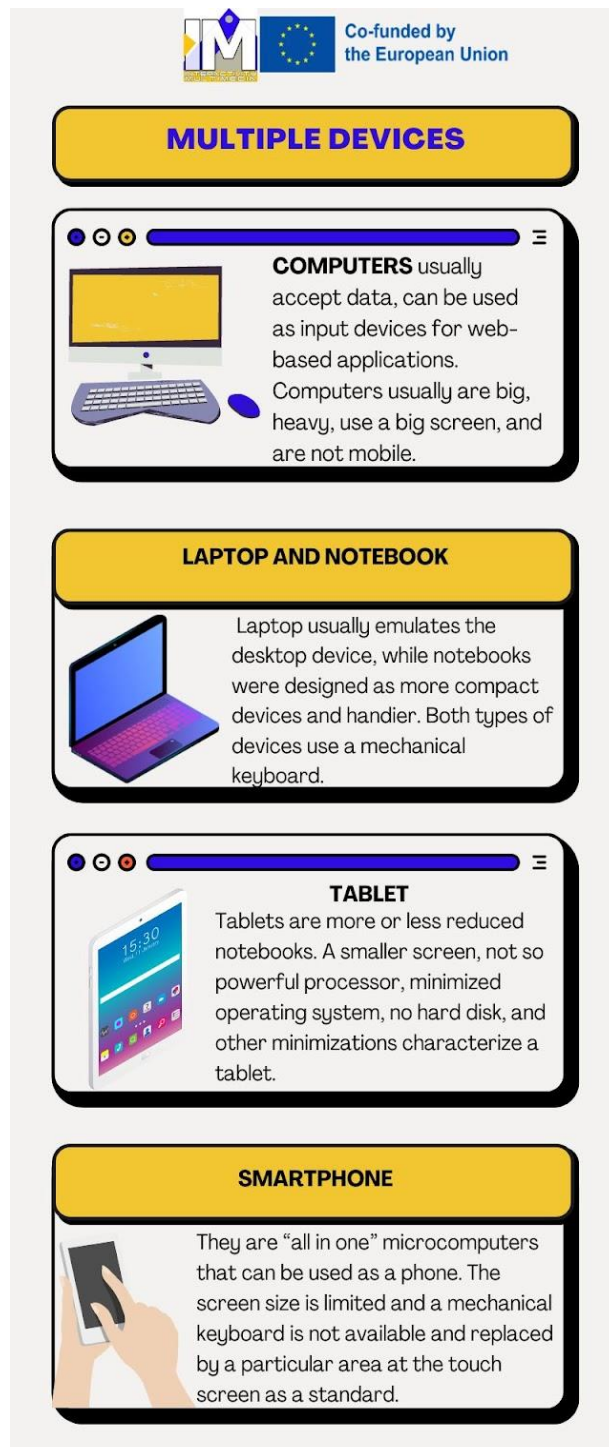 IM
Co-funded by
the European Union
MULTIPLE DEVICES
COMPUTERS usually
accept data, can be used
as input devices for web-
based applications.
Computers usually are big,
heavy, use a big screen, and
are not mobile.
LAPTOP AND NOTEBOOK
Laptop usually emulates the
desktop device, while notebooks
were designed as more compact
devices and handier. Both types of
devices use a mechanical
keyboard.
TABLET
15:30
Tablets are more or less reduced
notebooks. A smaller screen, not so
powerful processor, minimized
operating system, no hard disk, and
other minimizations characterize a
tablet.
SMARTPHONE
They are “all in one” microcomputers
that can be used as a phone. The
screen size is limited and a mechanical
keyboard is not available and replaced
by a particular area at the touch
screen as a standard.